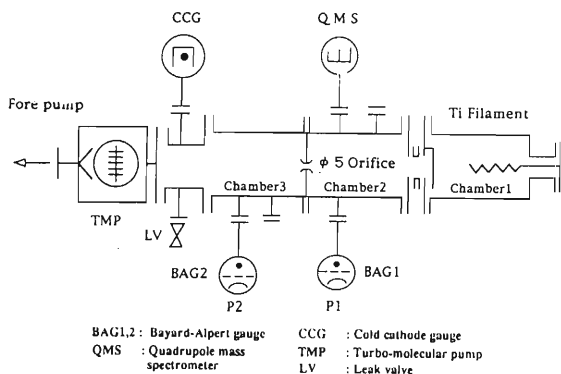 CCG
QMS
Fore pump
Ti Filament
φ 5 Orifice
Chamber3
Chamber2
Chamber1
TMP
LV
BAG2
BAG1
P2
P1
BAG1,2 : Bayard-Alpert gauge
QMS : Quadrupole mass
spectrometer
CCG : Cold cathode gauge
TMP : Turbo-molecular pump
LV : Leak valve